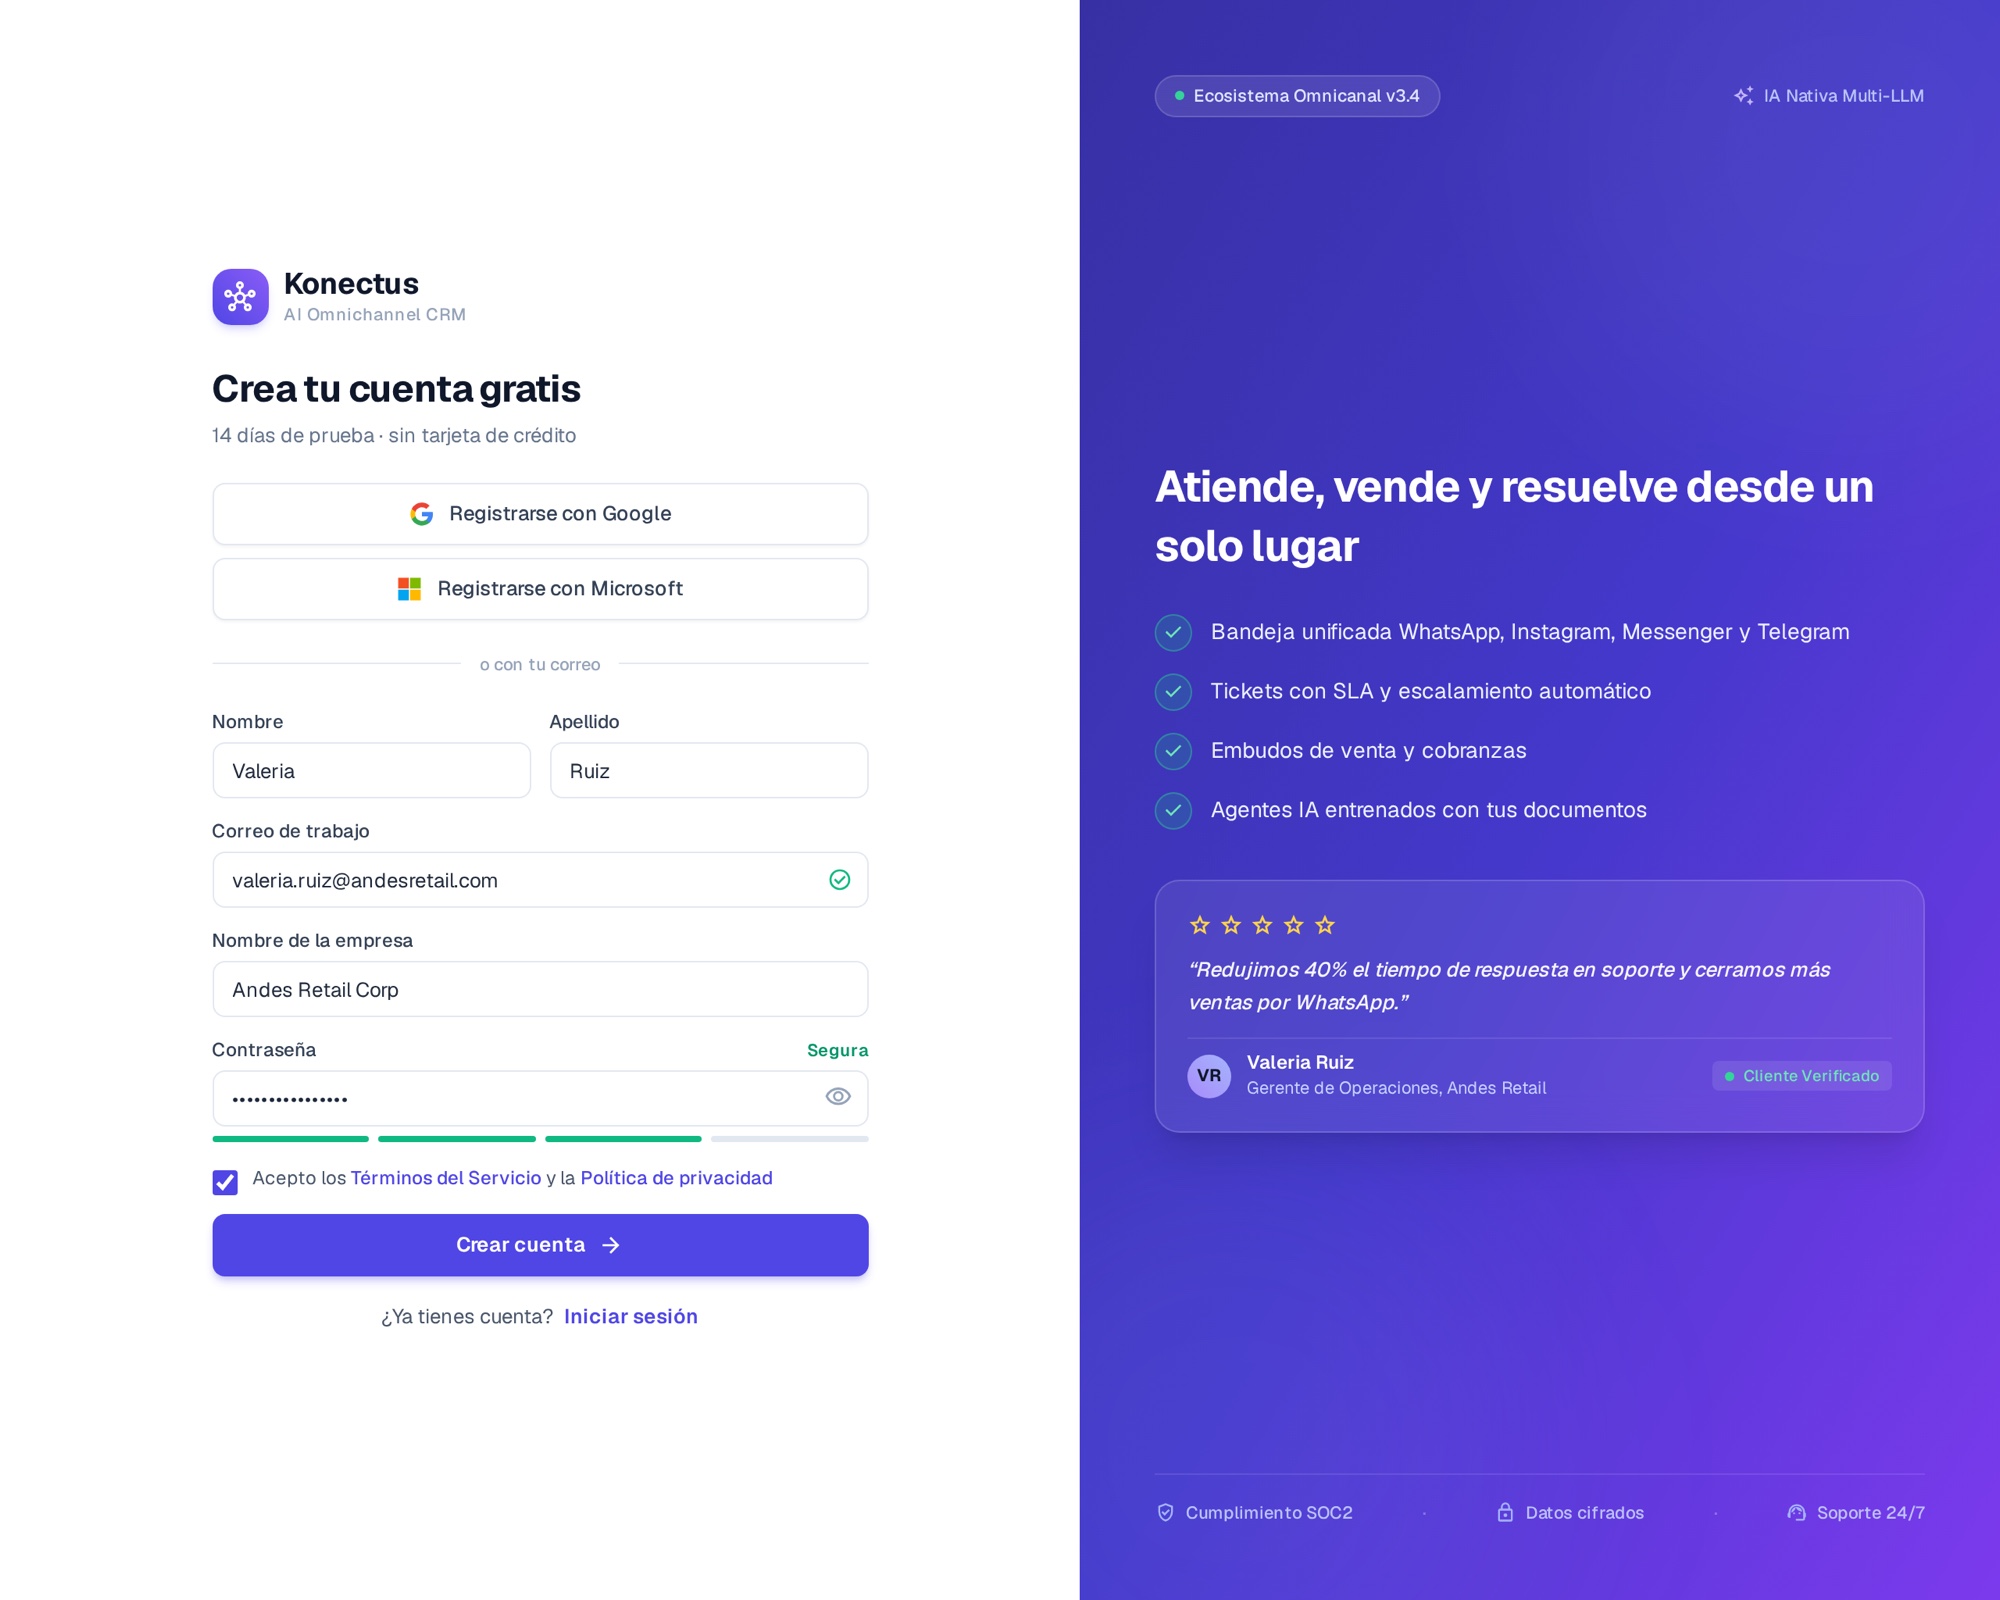 Konectus
AI Omnichannel CRM
Crea tu cuenta gratis
14 días de prueba · sin tarjeta de crédito
Registrarse con Google
Registrarse con Microsoft
o con tu correo
Nombre
Apellido
Valeria
Ruiz
Correo de trabajo
valeria.ruiz@andesretail.com
Nombre de la empresa
Andes Retail Corp
Contraseña
Segura
••••••••••••••••
Acepto los Términos del Servicio y la Política de privacidad
Crear cuenta →
¿Ya tienes cuenta? Iniciar sesión
Ecosistema Omnicanal v3.4
IA Nativa Multi-LLM
Atiende, vende y resuelve desde un
solo lugar
Bandeja unificada WhatsApp, Instagram, Messenger y Telegram
Tickets con SLA y escalamiento automático
Embudos de venta y cobranzas
Agentes IA entrenados con tus documentos
“Redujimos 40% el tiempo de respuesta en soporte y cerramos más
ventas por WhatsApp.”
VR
Valeria Ruiz
Gerente de Operaciones, Andes Retail
Cliente Verificado
Cumplimiento SOC2 · Datos cifrados · Soporte 24/7